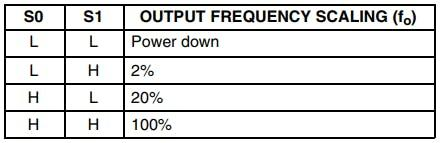 S0 S1 OUTPUT FREQUENCY SCALING (fo)
L L Power down
L H 2%
H L 20%
H H 100%